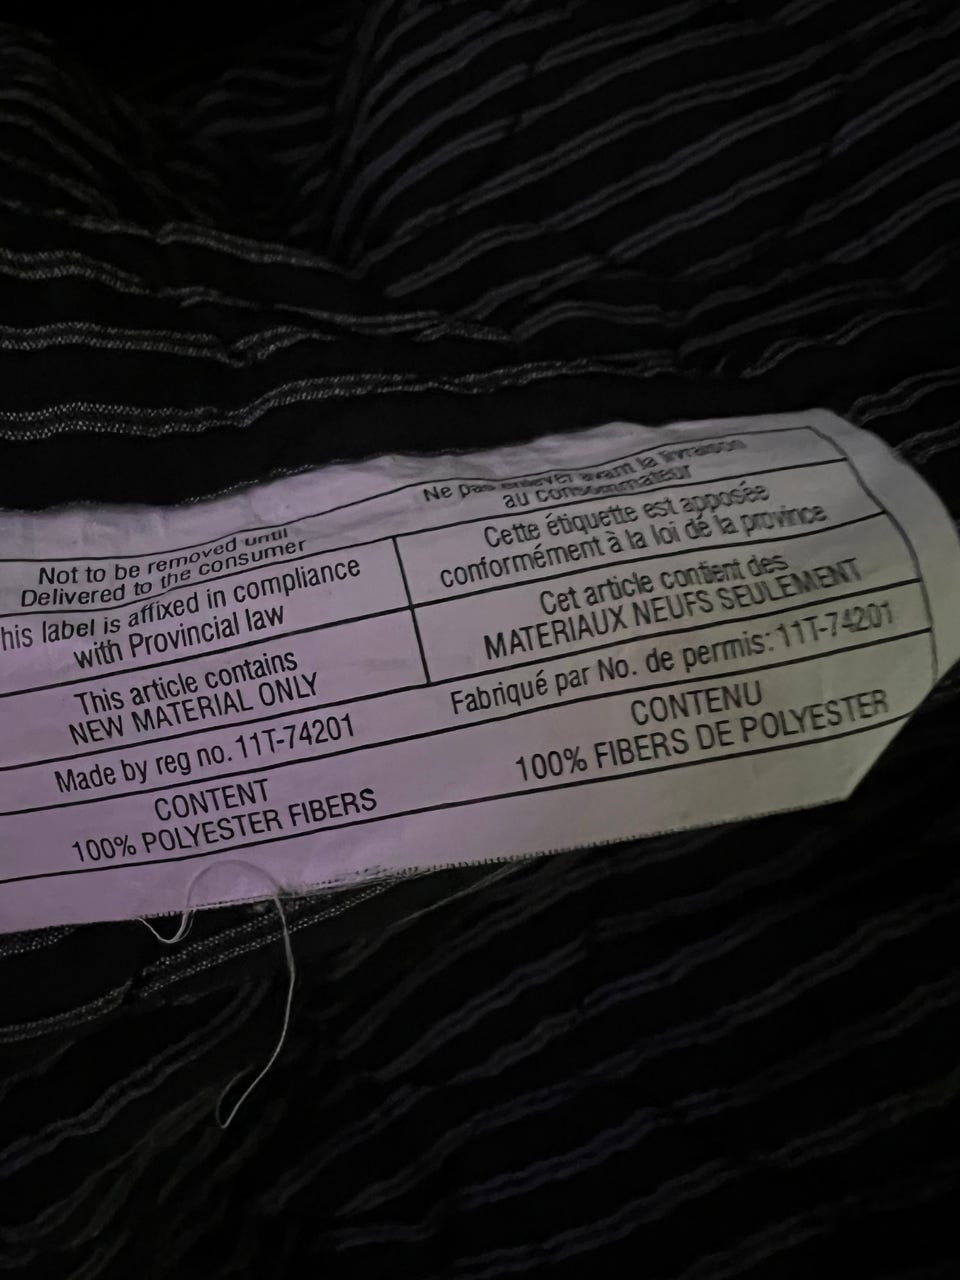 Not to be removed until
Delivered to the consumer
his label is affixed in compliance
with Provincial law
This article contains
NEW MATERIAL ONLY
Made by reg no. 11T-74201
CONTENT
100% POLYESTER FIBERS
Ne pas enlever avant la livraison
au consommateur
Cette étiquette est apposée
conformément à la loi de la province
Cet article contient des
MATERIAUX NEUFS SEULEMENT
Fabriqué par No. de permis: 11T-74201
CONTENU
100% FIBERS DE POLYESTER